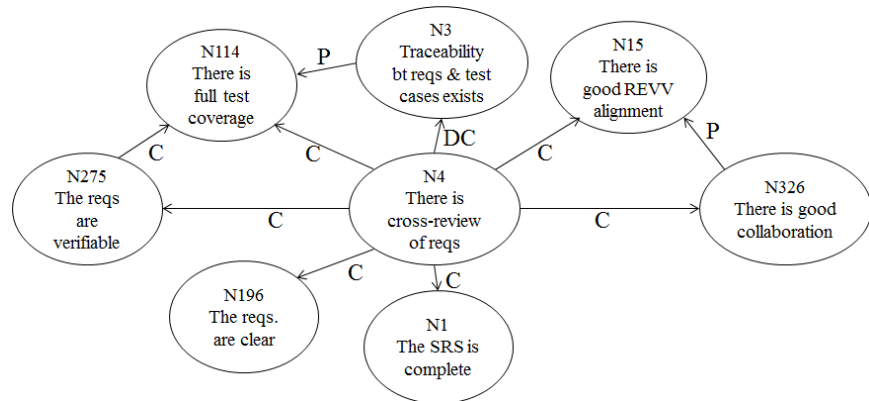 N114
There is
full test
coverage
P
N3
Traceability
bt reqs & test
cases exists
N15
There is
good REVV
alignment
P
C
C
DC
C
N275
The reqs
are
verifiable
C
N4
There is
cross-review
of reqs
C
N326
There is good
collaboration
C
C
N196
The reqs.
are clear
N1
The SRS is
complete